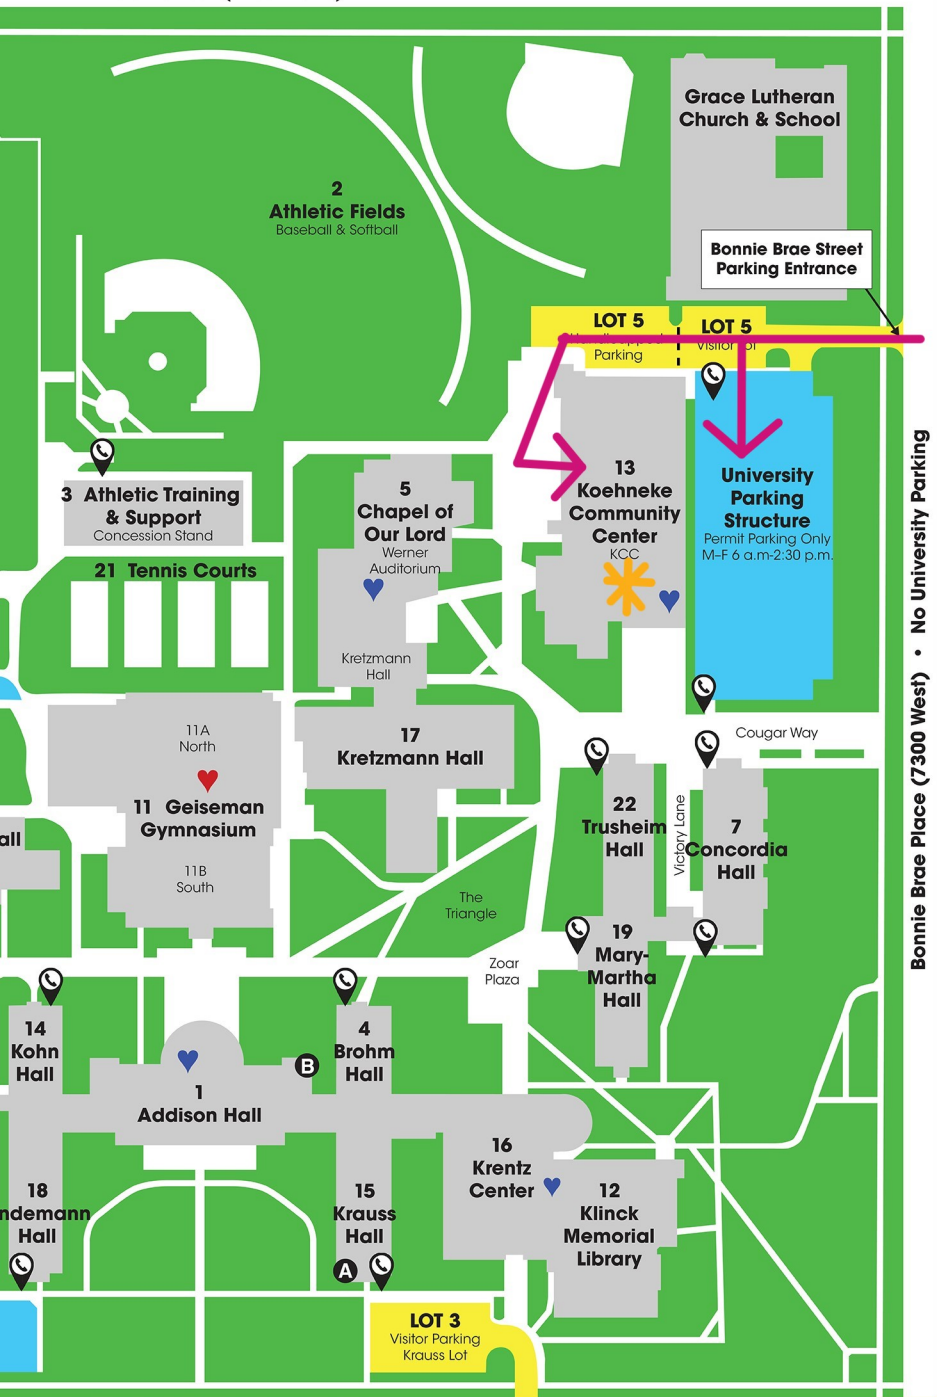 Grace Lutheran
Church & School
2
Athletic Fields
Baseball & Softball
Bonnie Brae Street
Parking Entrance
LOT 5
Handicapped
Parking
LOT 5
Visitor Lot
3 Athletic Training
& Support
Concession Stand
5
Chapel of
Our Lord
Werner
Auditorium
13
Koehneke
Community
Center
KCC
University
Parking
Structure
Permit Parking Only
M–F 6 a.m-2:30 p.m.
21 Tennis Courts
Kretzmann
Hall
11A
North
17
Kretzmann Hall
Cougar Way
Bonnie Brae Place (7300 West) • No University Parking
11 Geiseman
Gymnasium
11B
South
all
22
Trusheim
Hall
Victory Lane
7
Concordia
Hall
The
Triangle
19
Mary-
Martha
Hall
Zoar
Plaza
14
Kohn
Hall
4
Brohm
Hall
B
1
Addison Hall
16
Krentz
Center
18
ndemann
Hall
15
Krauss
Hall
12
Klinck
Memorial
Library
A
LOT 3
Visitor Parking
Krauss Lot